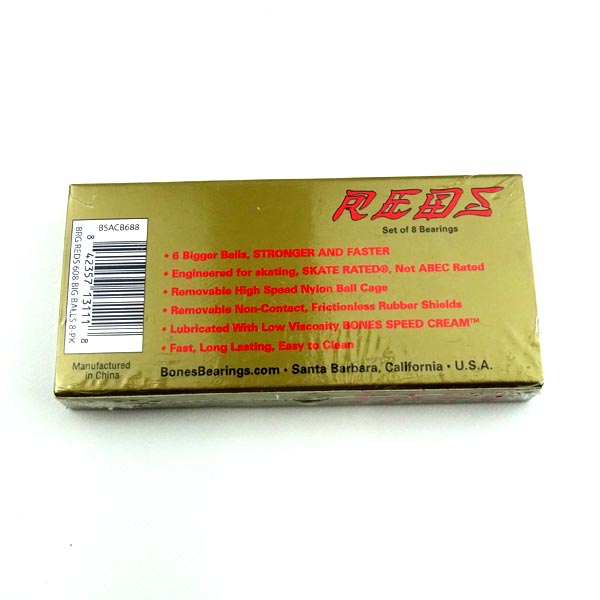 REDS
Set of 8 Bearings
• 6 Bigger Balls, STRONGER AND FASTER
• Engineered for skating, SKATE RATED®, Not ABEC Rated
• Removable High Speed Nylon Ball Cage
• Removable Non-Contact, Frictionless Rubber Shields
• Lubricated With Low Viscosity BONES SPEED CREAM™
• Fast, Long Lasting, Easy to Clean
BonesBearings.com • Santa Barbara, California • U.S.A.
BSACB688
8 42357 13111 8
BRG REDS 608 BIG BALLS 8-PK
Manufactured
in China